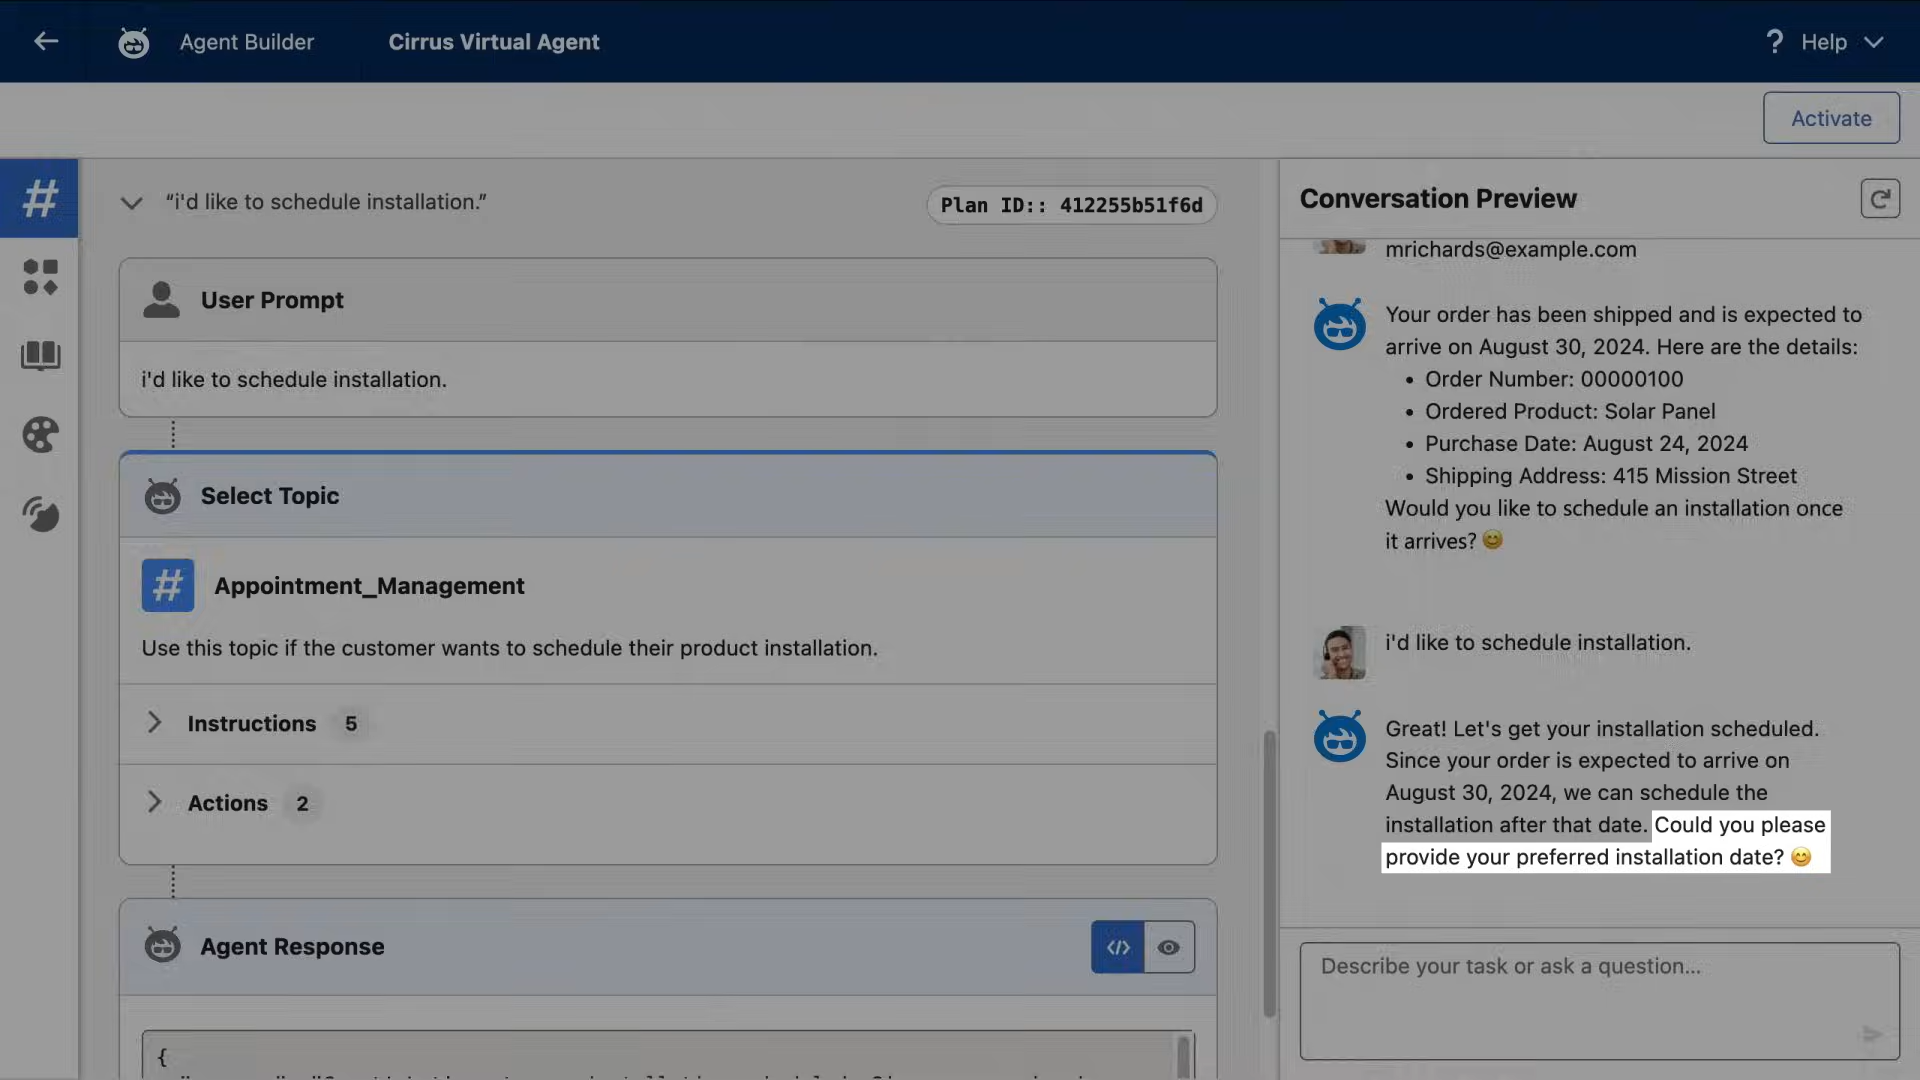 Agent Builder
Cirrus Virtual Agent
? Help
Activate
#
“i'd like to schedule installation.”
Plan ID:: 412255b51f6d
User Prompt
i'd like to schedule installation.
Select Topic
# Appointment_Management
Use this topic if the customer wants to schedule their product installation.
Instructions 5
Actions 2
Agent Response
</>
{
Conversation Preview
mrichards@example.com
Your order has been shipped and is expected to
arrive on August 30, 2024. Here are the details:
• Order Number: 00000100
• Ordered Product: Solar Panel
• Purchase Date: August 24, 2024
• Shipping Address: 415 Mission Street
Would you like to schedule an installation once
it arrives? 😊
i'd like to schedule installation.
Great! Let's get your installation scheduled.
Since your order is expected to arrive on
August 30, 2024, we can schedule the
installation after that date. Could you please
provide your preferred installation date? 😊
Describe your task or ask a question...